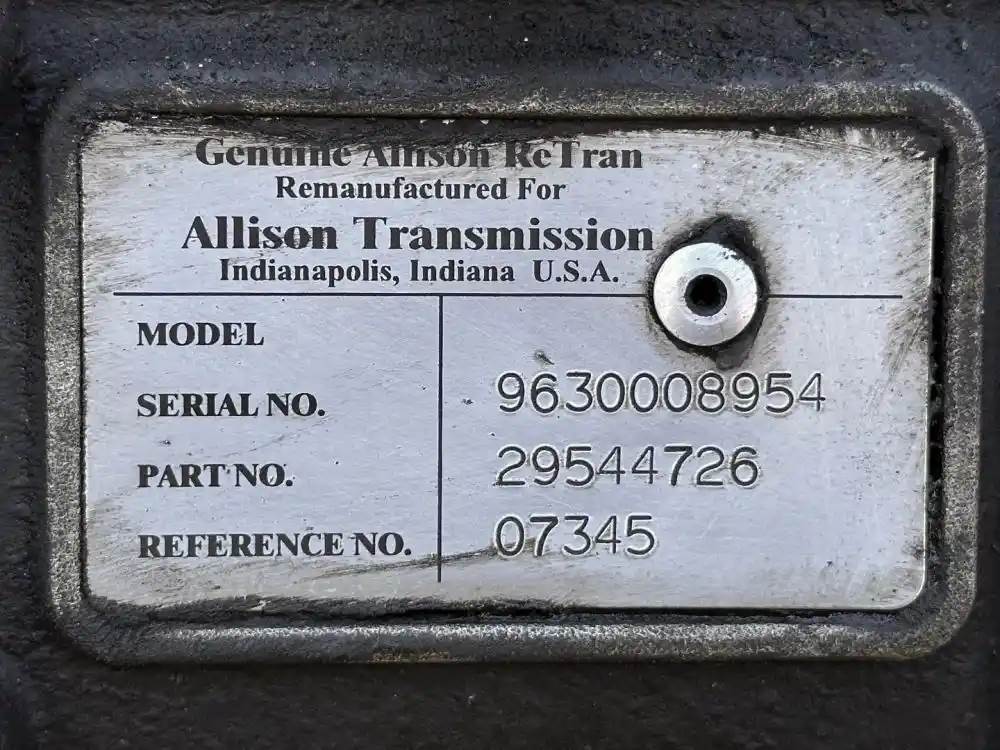 Genuine Allison ReTran
Remanufactured For
Allison Transmission
Indianapolis, Indiana U.S.A.
MODEL
SERIAL NO. 9630008954
PART NO. 29544726
REFERENCE NO. 07345